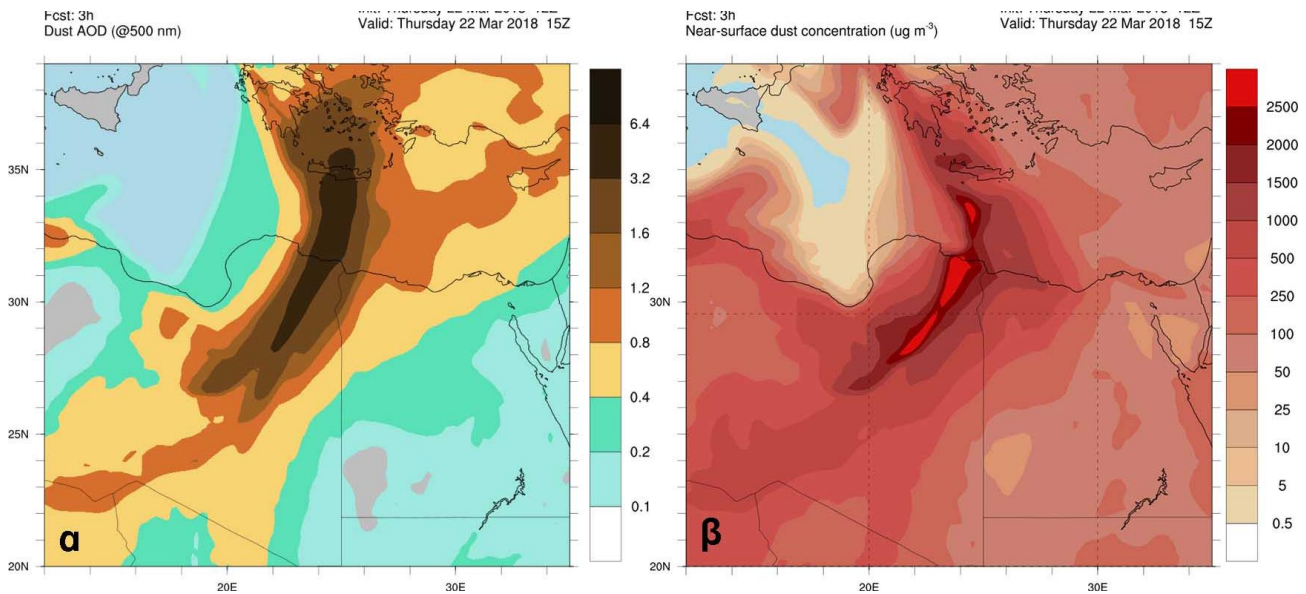 Fcst: 3h
Dust AOD (@500 nm)
Valid: Thursday 22 Mar 2018 15Z
6.4
3.2
1.6
1.2
0.8
0.4
0.2
0.1
35N
30N
25N
20N
20E
30E
α
Fcst: 3h
Near-surface dust concentration (ug m-3)
Valid: Thursday 22 Mar 2018 15Z
2500
2000
1500
1000
500
250
100
50
25
10
5
0.5
30N
20N
20E
30E
β